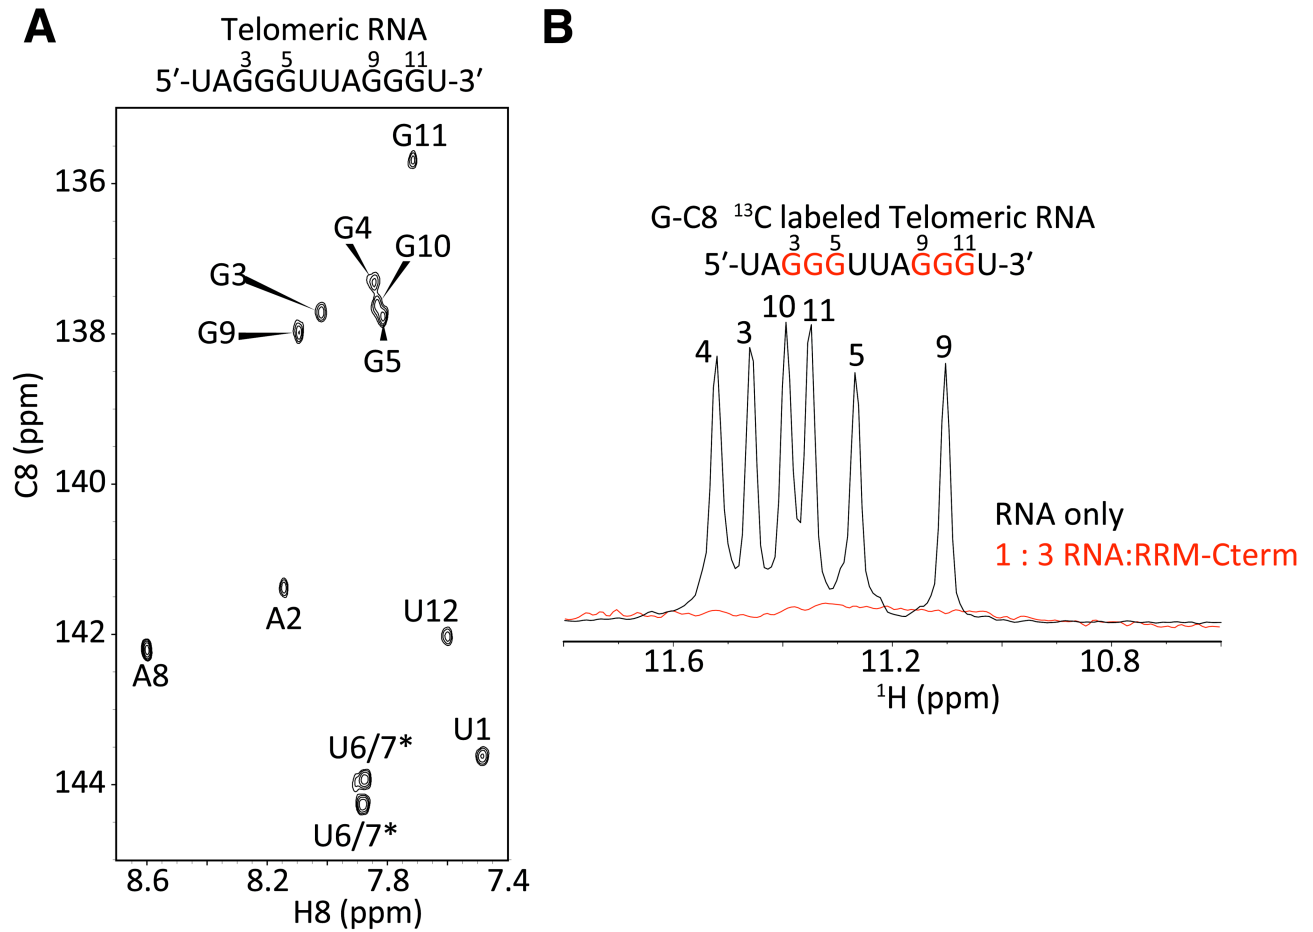 A
Telomeric RNA
3 5 9 11
5′-UAGGGUUAGGGU-3′
G11
136
G4
G10
G3
G9
138
G5
C8 (ppm)
140
A2
U12
142
A8
U1
U6/7*
144
U6/7*
8.6 8.2 7.8 7.4
H8 (ppm)
B
G-C8 ¹³C labeled Telomeric RNA
3 5 9 11
5′-UAGGGUUAGGGU-3′
4 3 10 11 5 9
RNA only
1 : 3 RNA:RRM-Cterm
11.6 11.2 10.8
¹H (ppm)